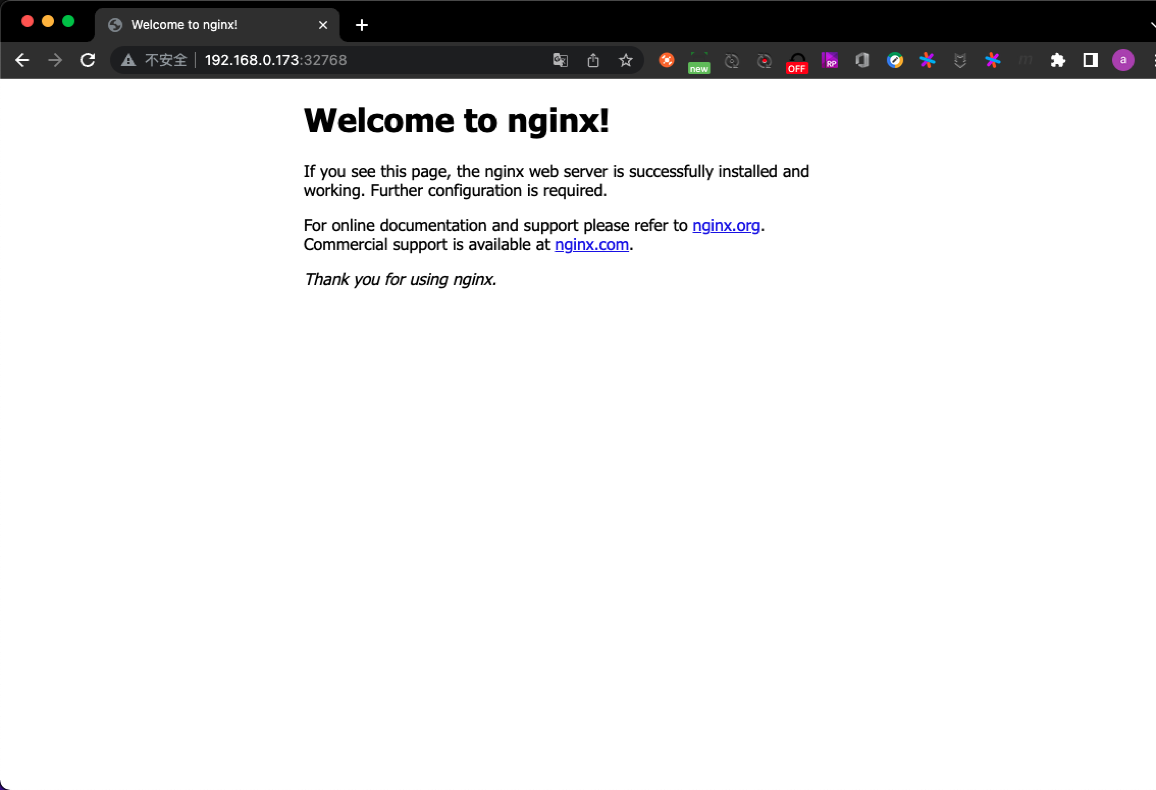 Welcome to nginx!
不安全 192.168.0.173:32768
new
OFF
RP
m
a
Welcome to nginx!
If you see this page, the nginx web server is successfully installed and
working. Further configuration is required.
For online documentation and support please refer to nginx.org.
Commercial support is available at nginx.com.
Thank you for using nginx.